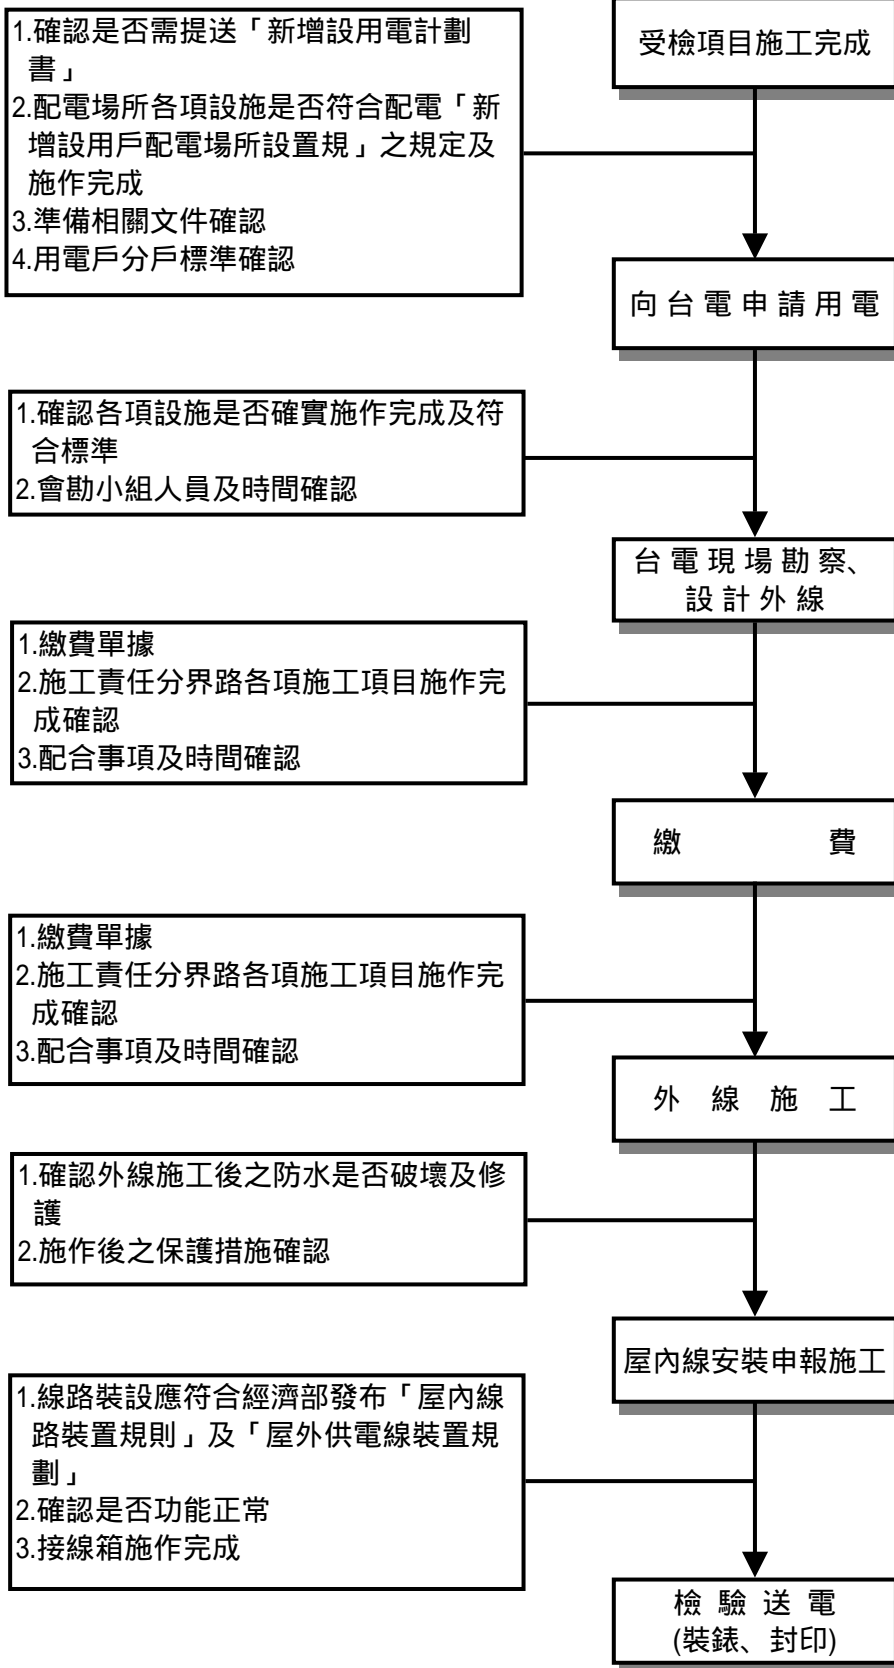 受檢項目施工完成
1.確認是否需提送「新增設用電計劃
書」
2.配電場所各項設施是否符合配電「新
增設用戶配電場所設置規」之規定及
施作完成
3.準備相關文件確認
4.用電戶分戶標準確認
向台電申請用電
1.確認各項設施是否確實施作完成及符
合標準
2.會勘小組人員及時間確認
台電現場勘察、
設計外線
1.繳費單據
2.施工責任分界路各項施工項目施作完
成確認
3.配合事項及時間確認
繳費
1.繳費單據
2.施工責任分界路各項施工項目施作完
成確認
3.配合事項及時間確認
外線施工
1.確認外線施工後之防水是否破壞及修
護
2.施作後之保護措施確認
屋內線安裝申報施工
1.線路裝設應符合經濟部發布「屋內線
路裝置規則」及「屋外供電線裝置規
劃」
2.確認是否功能正常
3.接線箱施作完成
檢驗送電
(裝錶、封印)